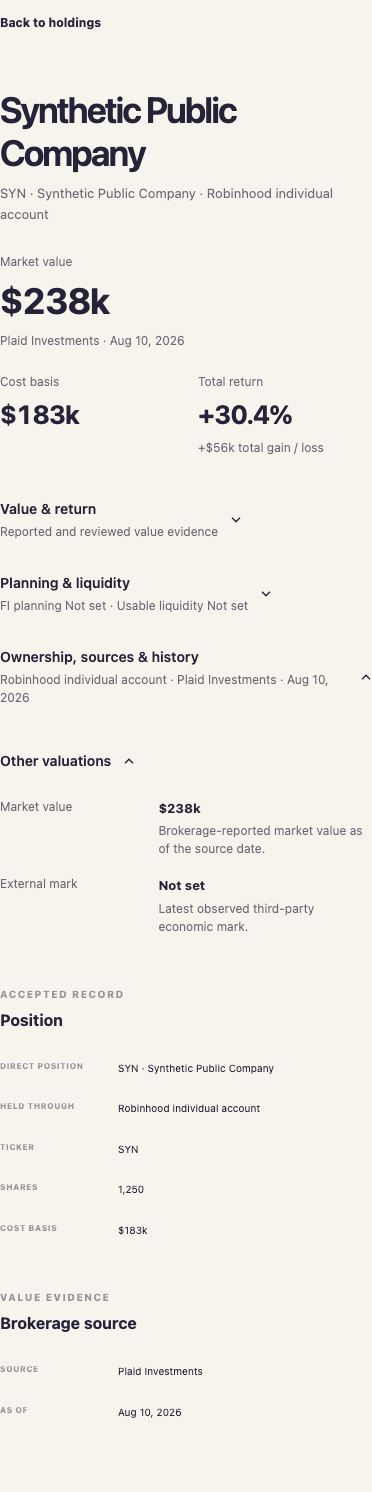 Back to holdings
Synthetic Public
Company
SYN · Synthetic Public Company · Robinhood individual
account
Market value
$238k
Plaid Investments · Aug 10, 2026
Cost basis
Total return
$183k
+30.4%
+$56k total gain / loss
Value & return
Reported and reviewed value evidence
Planning & liquidity
FI planning Not set · Usable liquidity Not set
Ownership, sources & history
Robinhood individual account · Plaid Investments · Aug 10,
2026
Other valuations
Market value
$238k
Brokerage-reported market value as
of the source date.
External mark
Not set
Latest observed third-party
economic mark.
ACCEPTED RECORD
Position
DIRECT POSITION
SYN · Synthetic Public Company
HELD THROUGH
Robinhood individual account
TICKER
SYN
SHARES
1,250
COST BASIS
$183k
VALUE EVIDENCE
Brokerage source
SOURCE
Plaid Investments
AS OF
Aug 10, 2026